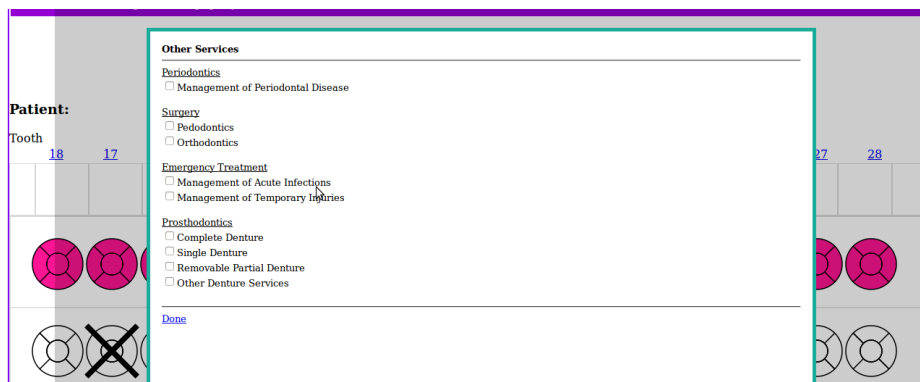 Other Services
Periodontics
Management of Periodontal Disease
Surgery
Pedodontics
Orthodontics
Emergency Treatment
Management of Acute Infections
Management of Temporary Injuries
Prosthodontics
Complete Denture
Single Denture
Removable Partial Denture
Other Denture Services
Done
Patient:
Tooth
18 17 27 28